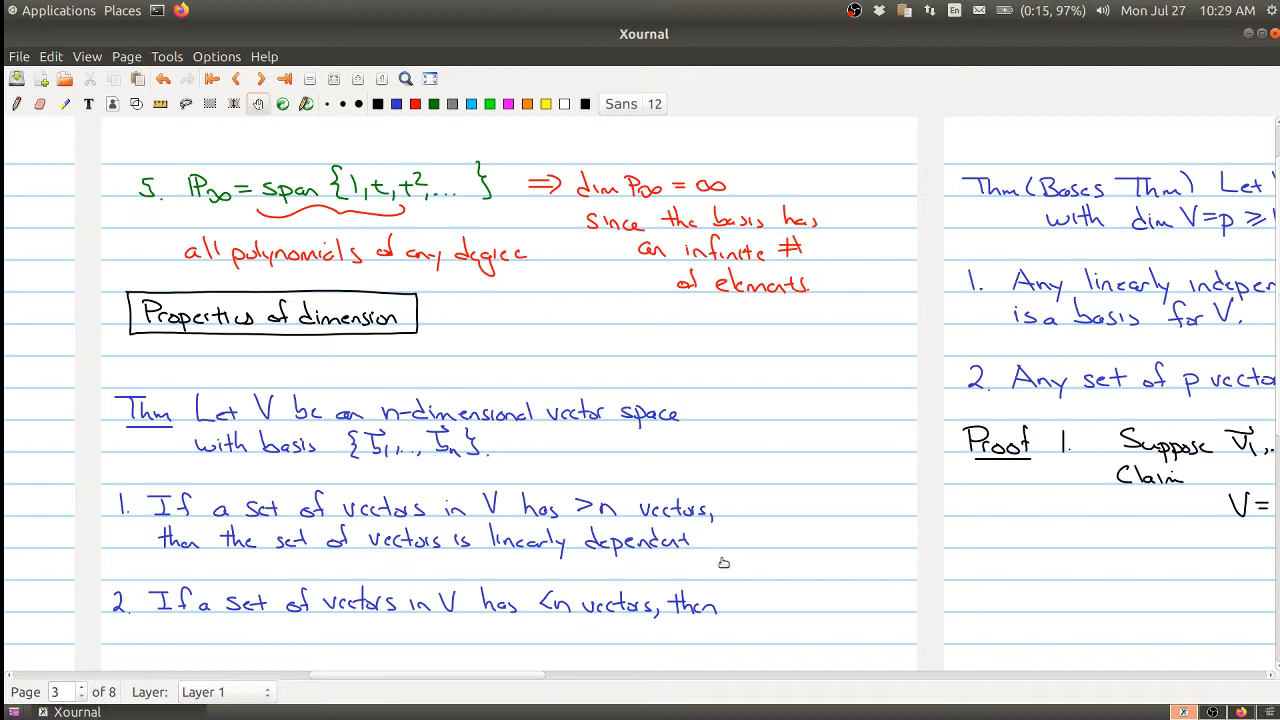 Applications Places
en (0:15, 97%) Mon Jul 27 10:29 AM
Xournal
File Edit View Page Tools Options Help
Sans 12
5. ℙ∞ = span {1, t, t², ... } ⟹ dim P∞ = ∞
since the basis has
all polynomials of any degree
an infinite #
of elements.
Properties of dimension
Thm Let V be an n-dimensional vector space
with basis {b⃗₁, ..., b⃗ₙ}.
1. If a set of vectors in V has >n vectors,
then the set of vectors is linearly dependent
2. If a set of vectors in V has <n vectors, then
Thm (Bases Thm) Let
with dim V = p ⩾
1. Any linearly indepen
is a basis for V.
2. Any set of p vecto
Proof 1. Suppose v⃗₁,.
Claim
V =
Page 3 of 8 Layer: Layer 1
Xournal